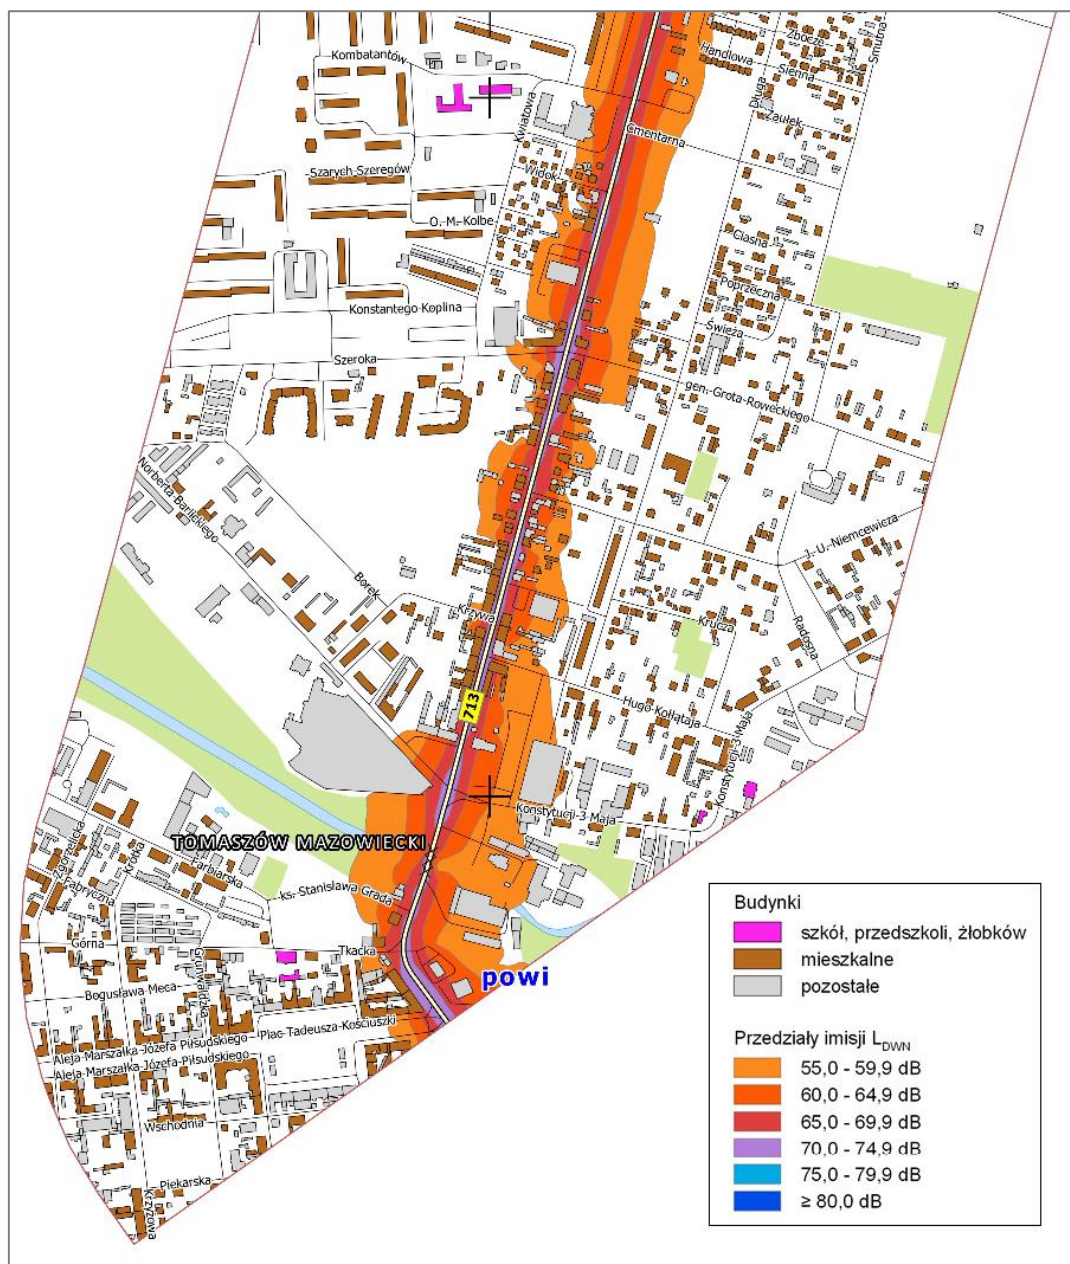 Kombatantów
Handlowa
Zbocze
Sienna
Smutna
Długa
Zaułek
Kwiatowa
Cmentarna
Szarych Szeregów
Widok
O. M. Kolbe
Ciasna
Poprzeczna
Konstantego Koplina
Świeża
Szeroka
gen. Grota-Roweckiego
Norberta Barlickiego
J. U. Niemcewicza
Borek
Krzywa
Krucza
Radosna
713
Hugo Kołłątaja
Konstytucji 3 Maja
Konstytucji 3 Maja
TOMASZÓW MAZOWIECKI
Zgorzelicka
Krótka
Farbiarska
Fabryczna
ks. Stanisława Grada
Górna
Grunwaldzka
Tkacka
powi
Bogusława Meca
Plac Tadeusza Kościuszki
Aleja Marszałka Józefa Piłsudskiego
Aleja Marszałka Józefa Piłsudskiego
Wschodnia
Piekarska
Krzyżowa
Budynki
szkół, przedszkoli, żłobków
mieszkalne
pozostałe
Przedziały imisji LDWN
55,0 - 59,9 dB
60,0 - 64,9 dB
65,0 - 69,9 dB
70,0 - 74,9 dB
75,0 - 79,9 dB
≥ 80,0 dB